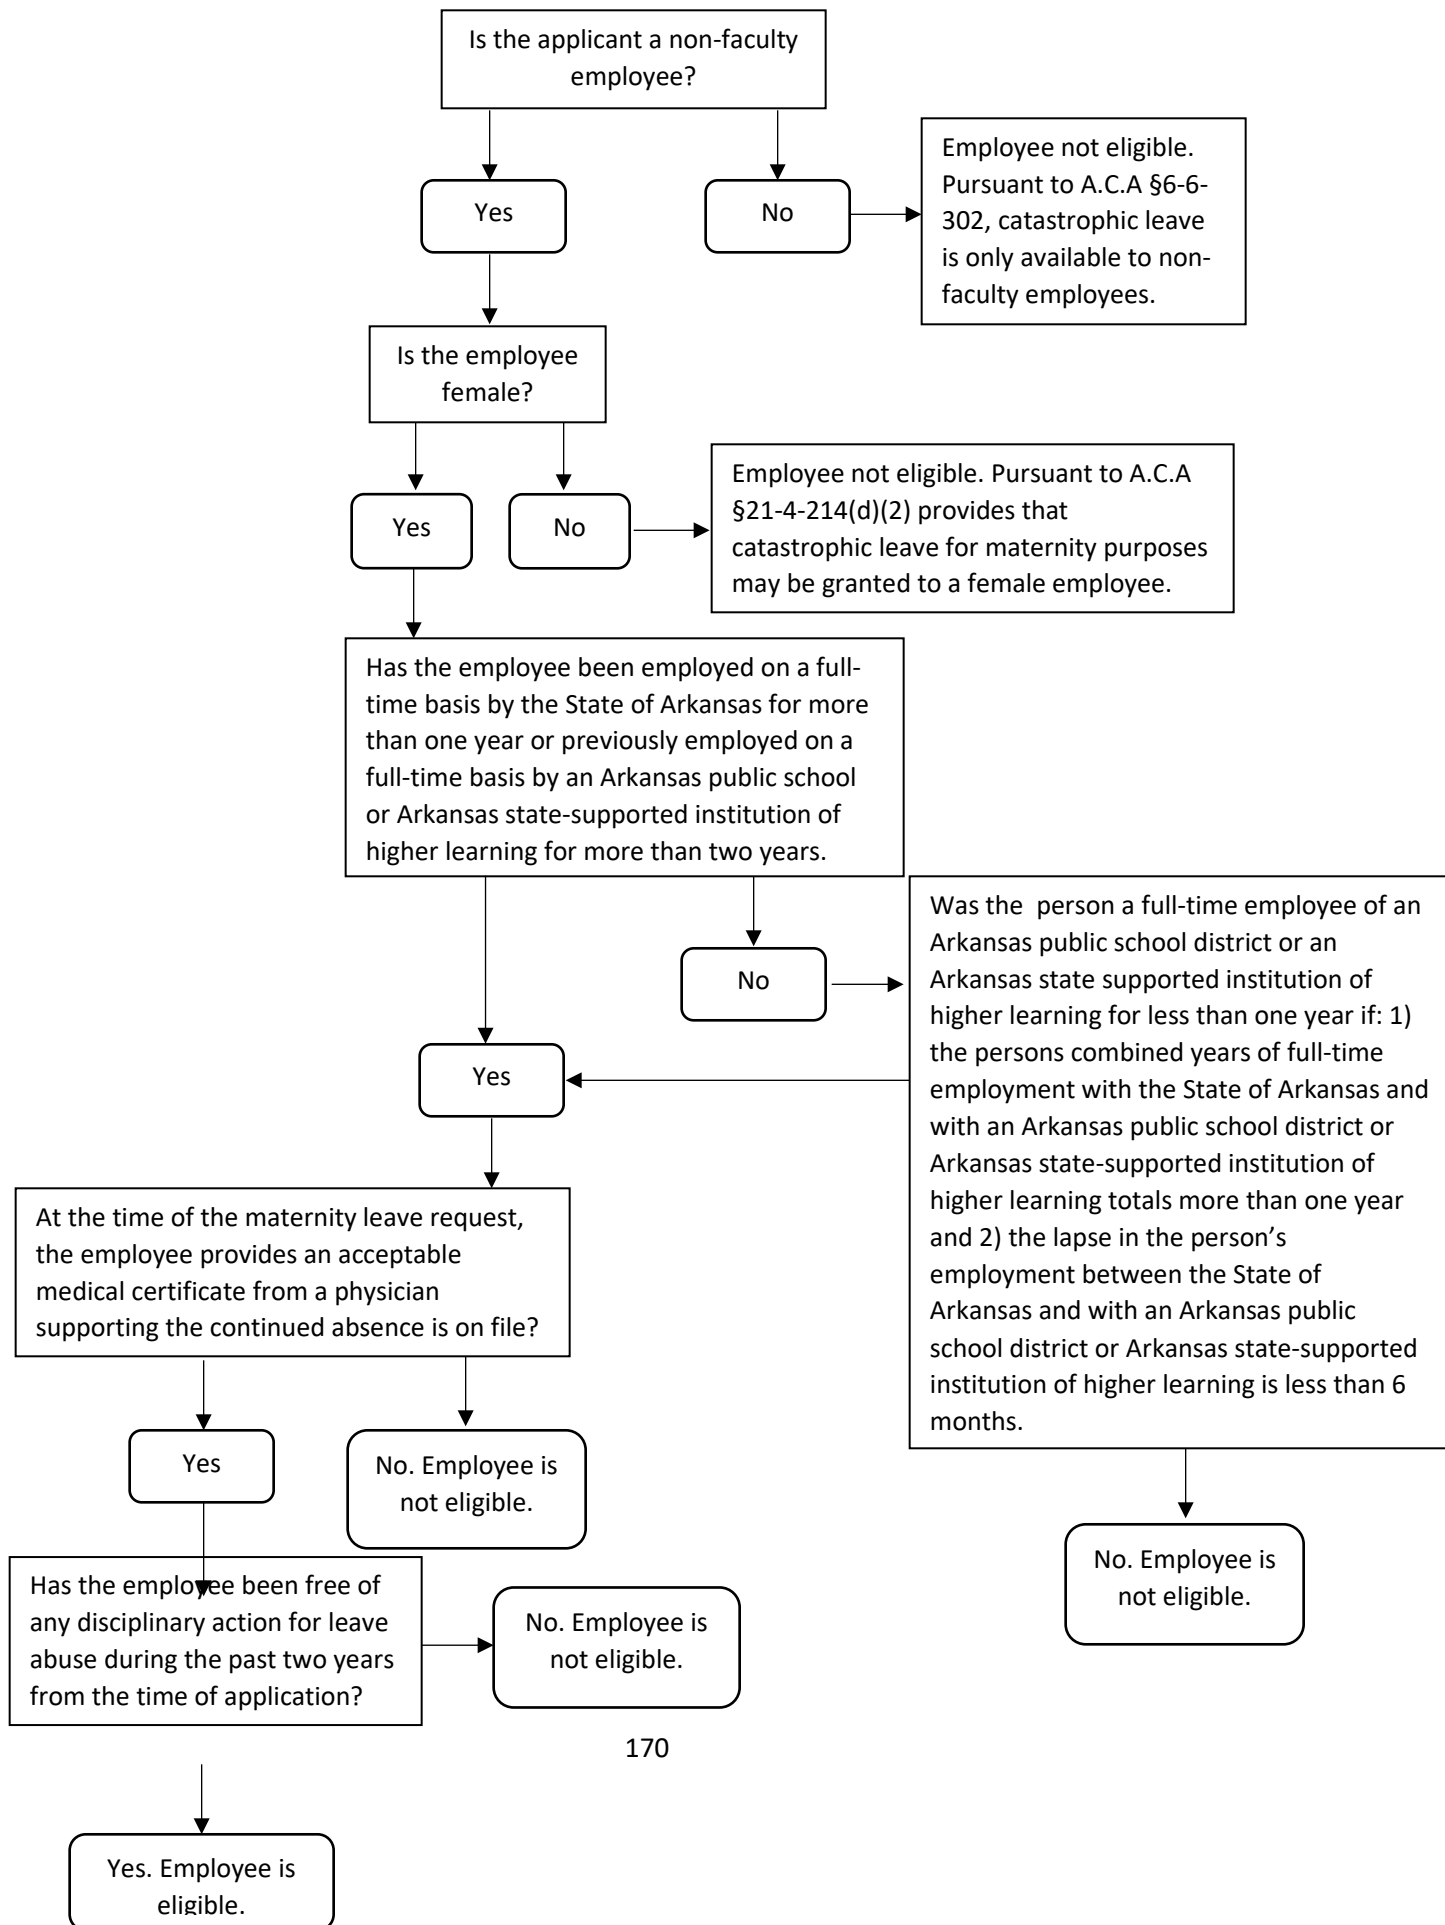 Is the applicant a non-faculty
employee?
Yes
No
Employee not eligible.
Pursuant to A.C.A §6-6-
302, catastrophic leave
is only available to non-
faculty employees.
Is the employee
female?
Yes
No
Employee not eligible. Pursuant to A.C.A
§21-4-214(d)(2) provides that
catastrophic leave for maternity purposes
may be granted to a female employee.
Has the employee been employed on a full-
time basis by the State of Arkansas for more
than one year or previously employed on a
full-time basis by an Arkansas public school
or Arkansas state-supported institution of
higher learning for more than two years.
No
Was the  person a full-time employee of an
Arkansas public school district or an
Arkansas state supported institution of
higher learning for less than one year if: 1)
the persons combined years of full-time
employment with the State of Arkansas and
with an Arkansas public school district or
Arkansas state-supported institution of
higher learning totals more than one year
and 2) the lapse in the person’s
employment between the State of
Arkansas and with an Arkansas public
school district or Arkansas state-supported
institution of higher learning is less than 6
months.
Yes
At the time of the maternity leave request,
the employee provides an acceptable
medical certificate from a physician
supporting the continued absence is on file?
Yes
No. Employee is
not eligible.
No. Employee is
not eligible.
Has the employee been free of
any disciplinary action for leave
abuse during the past two years
from the time of application?
No. Employee is
not eligible.
170
Yes. Employee is
eligible.